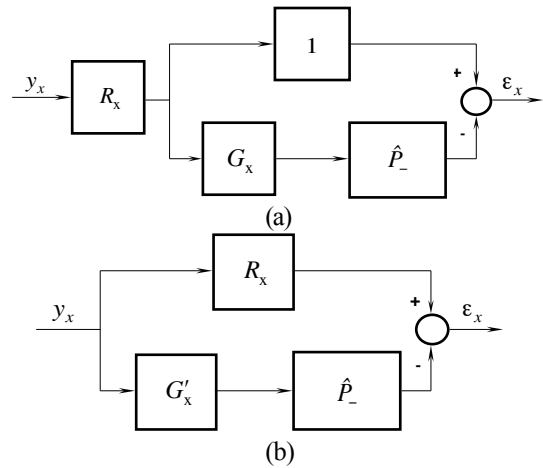 1
y_x R_x + ε_x
-
G_x P̂_-
(a)
R_x
y_x + ε_x
-
G'_x P̂_-
(b)